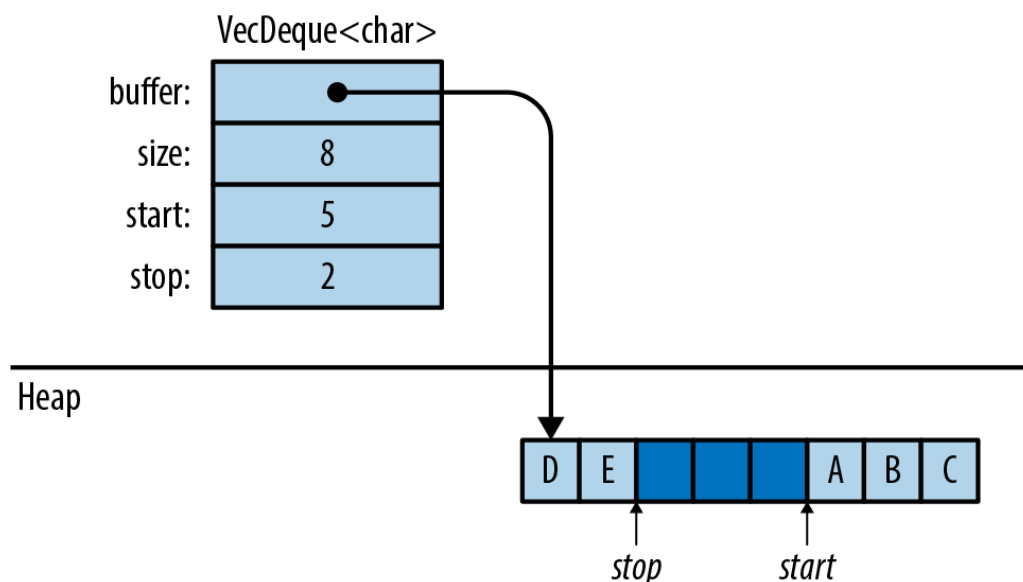 VecDeque<char>
buffer:
size: 8
start: 5
stop: 2
Heap
D E A B C
stop start